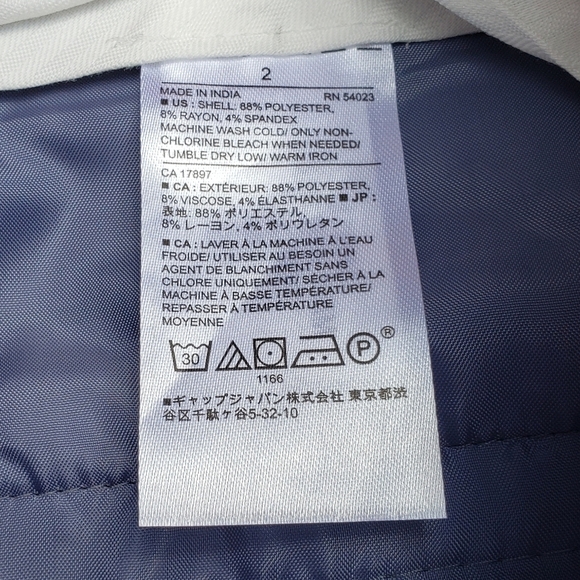 2
MADE IN INDIA RN 54023
■ US : SHELL: 88% POLYESTER,
8% RAYON, 4% SPANDEX
MACHINE WASH COLD/ ONLY NON-
CHLORINE BLEACH WHEN NEEDED/
TUMBLE DRY LOW/ WARM IRON
CA 17897
■ CA : EXTÉRIEUR: 88% POLYESTER,
8% VISCOSE, 4% ÉLASTHANNE ■ JP :
表地: 88% ポリエステル,
8% レーヨン, 4% ポリウレタン
■ CA : LAVER À LA MACHINE À L'EAU
FROIDE/ UTILISER AU BESOIN UN
AGENT DE BLANCHIMENT SANS
CHLORE UNIQUEMENT/ SÉCHER À LA
MACHINE À BASSE TEMPÉRATURE/
REPASSER À TEMPÉRATURE
MOYENNE
30 P ®
1166
■ギャップジャパン株式会社 東京都渋
谷区千駄ヶ谷5-32-10